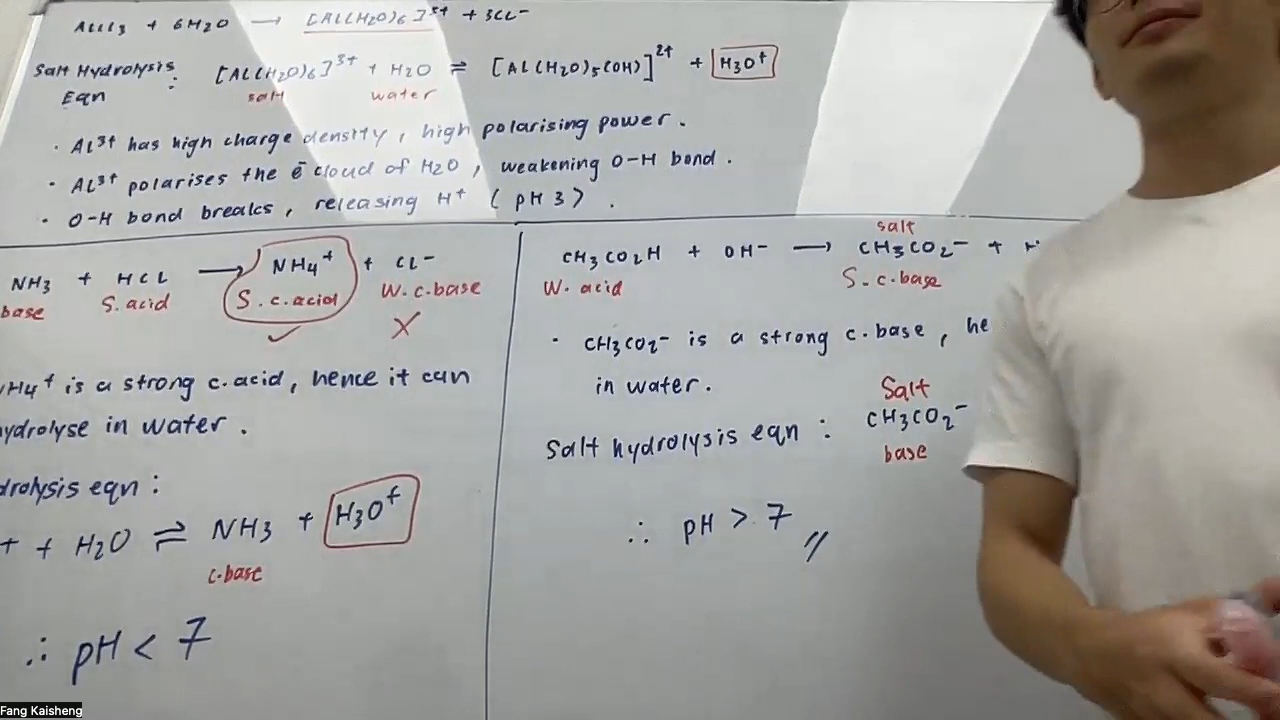 AlCl3 + 6H2O → [Al(H2O)6]3+ + 3Cl-
Salt Hydrolysis Eqn : [Al(H2O)6]3+ + H2O ⇌ [Al(H2O)5(OH)]2+ + H3O+
salt water
· Al3+ has high charge density, high polarising power.
· Al3+ polarises the ē cloud of H2O, weakening O-H bond.
· O-H bond breaks, releasing H+ (pH 3).
NH3 + HCl → NH4+ + Cl-
base S. acid S. c. acid W. c. base
✓ X
NH4+ is a strong c. acid, hence it can
hydrolyse in water.
eqn :
+ + H2O ⇌ NH3 + H3O+
c. base
∴ pH < 7
salt
CH3CO2H + OH- → CH3CO2- +
W. acid S. c. base
· CH3CO2- is a strong c. base, he
in water.
Salt
Salt hydrolysis eqn : CH3CO2-
base
∴ pH > 7 //
Fang Kaisheng